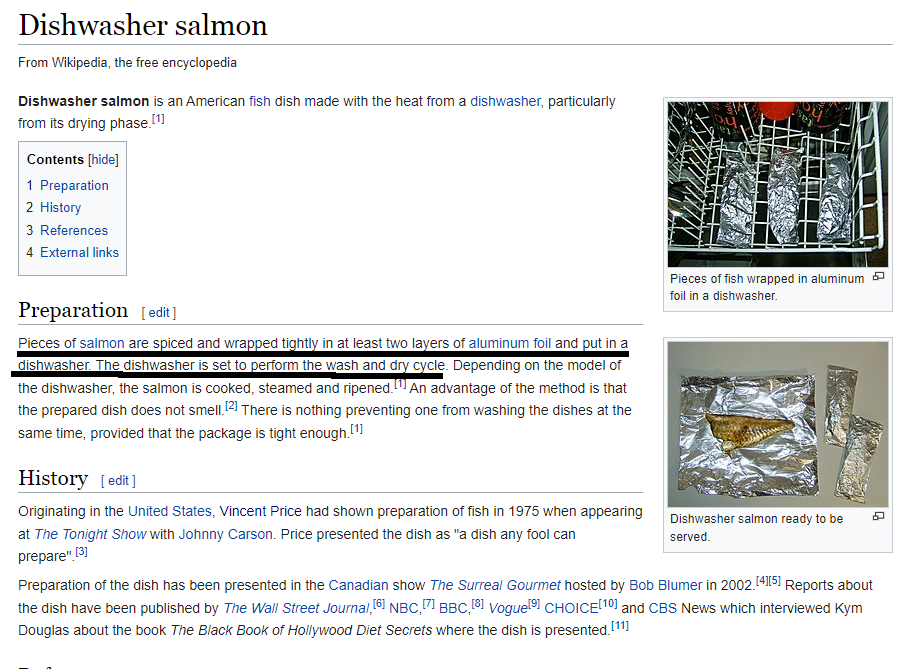 Dishwasher salmon
From Wikipedia, the free encyclopedia
Dishwasher salmon is an American fish dish made with the heat from a dishwasher, particularly
from its drying phase.[1]
Contents [hide]
1 Preparation
2 History
3 References
4 External links
Pieces of fish wrapped in aluminum
foil in a dishwasher.
Preparation [ edit ]
Pieces of salmon are spiced and wrapped tightly in at least two layers of aluminum foil and put in a
dishwasher. The dishwasher is set to perform the wash and dry cycle. Depending on the model of
the dishwasher, the salmon is cooked, steamed and ripened.[1] An advantage of the method is that
the prepared dish does not smell.[2] There is nothing preventing one from washing the dishes at the
same time, provided that the package is tight enough.[1]
Dishwasher salmon ready to be
served.
History [ edit ]
Originating in the United States, Vincent Price had shown preparation of fish in 1975 when appearing
at The Tonight Show with Johnny Carson. Price presented the dish as "a dish any fool can
prepare".[3]
Preparation of the dish has been presented in the Canadian show The Surreal Gourmet hosted by Bob Blumer in 2002.[4][5] Reports about
the dish have been published by The Wall Street Journal,[6] NBC,[7] BBC,[8] Vogue[9] CHOICE[10] and CBS News which interviewed Kym
Douglas about the book The Black Book of Hollywood Diet Secrets where the dish is presented.[11]